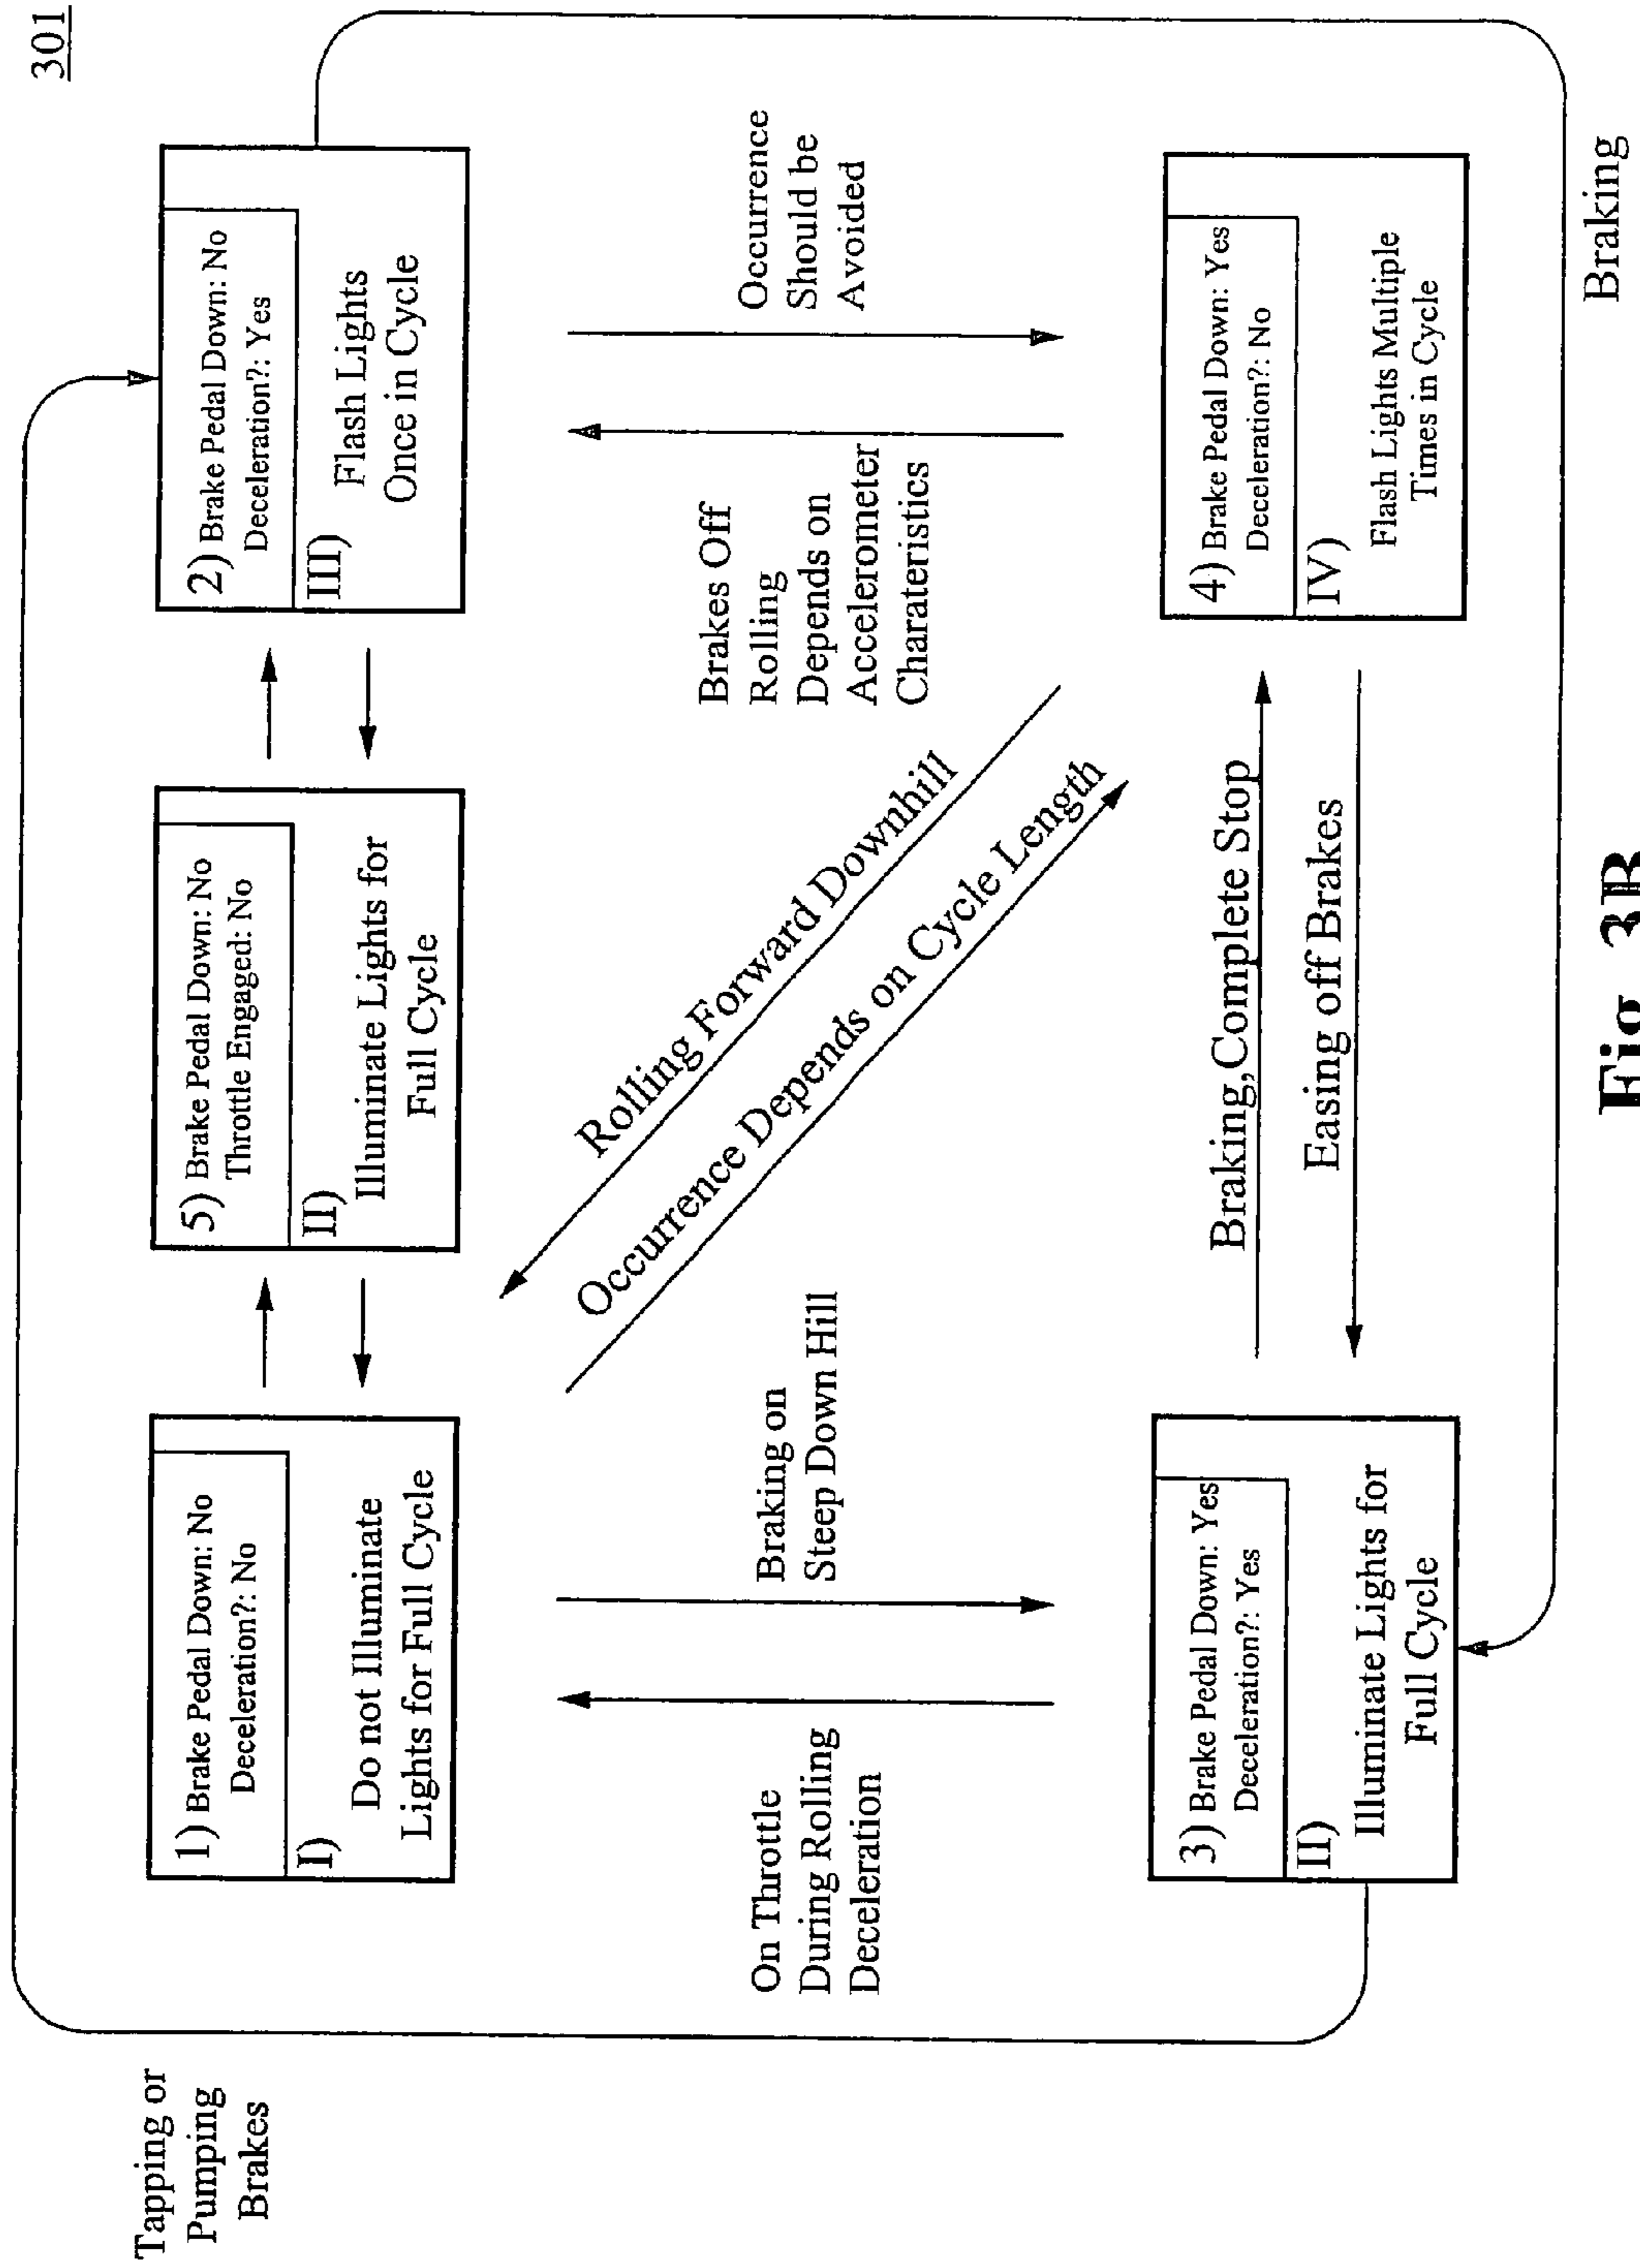 301
Tapping or
Pumping
Brakes
1) Brake Pedal Down: No
Deceleration?: No
I)
Do not Illuminate
Lights for Full Cycle
5) Brake Pedal Down: No
Throttle Engaged: No
II)
Illuminate Lights for
Full Cycle
2) Brake Pedal Down: No
Deceleration?: Yes
III)
Flash Lights
Once in Cycle
On Throttle
During Rolling
Deceleration
Braking on
Steep Down Hill
Rolling Forward Downhill
Occurrence Depends on Cycle Length
Brakes Off
Rolling
Depends on
Accelerometer
Charateristics
Occurrence
Should be
Avoided
3) Brake Pedal Down: Yes
Deceleration?: Yes
II)
Illuminate Lights for
Full Cycle
Braking,Complete Stop
Easing off Brakes
4) Brake Pedal Down: Yes
Deceleration?: No
IV)
Flash Lights Multiple
Times in Cycle
Braking
Fig. 3B